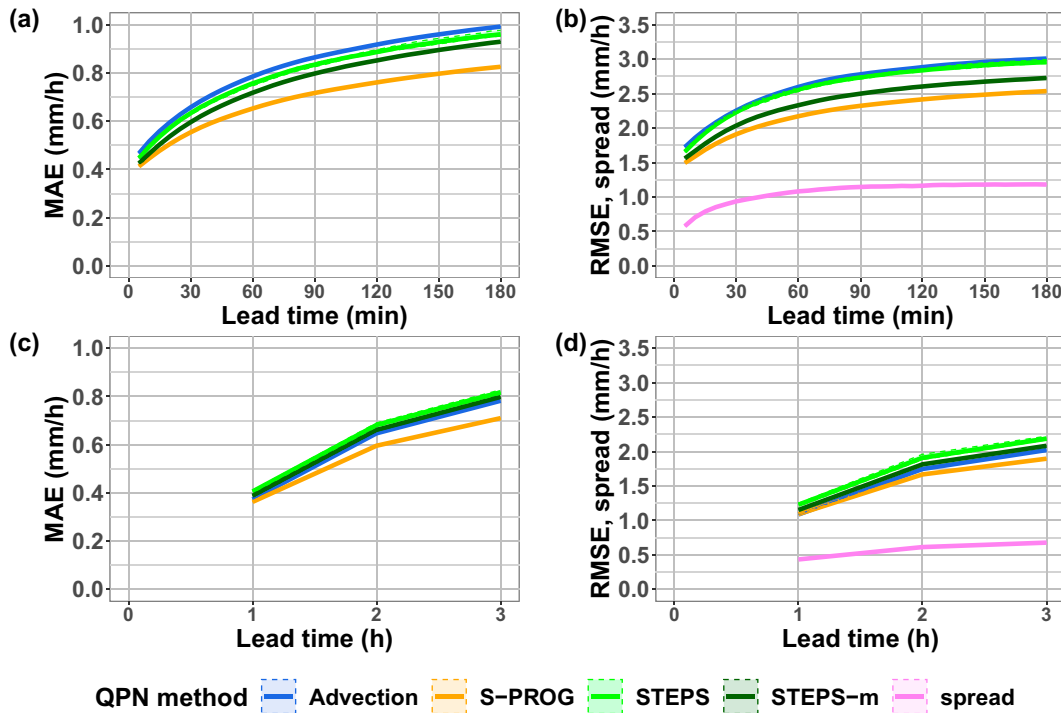 (a)
MAE (mm/h)
1.0
0.8
0.6
0.4
0.2
0.0
0 30 60 90 120 150 180
Lead time (min)
(b)
RMSE, spread (mm/h)
3.5
3.0
2.5
2.0
1.5
1.0
0.5
0.0
0 30 60 90 120 150 180
Lead time (min)
(c)
MAE (mm/h)
1.0
0.8
0.6
0.4
0.2
0.0
0 1 2 3
Lead time (h)
(d)
RMSE, spread (mm/h)
3.5
3.0
2.5
2.0
1.5
1.0
0.5
0.0
0 1 2 3
Lead time (h)
QPN method Advection S−PROG STEPS STEPS−m spread